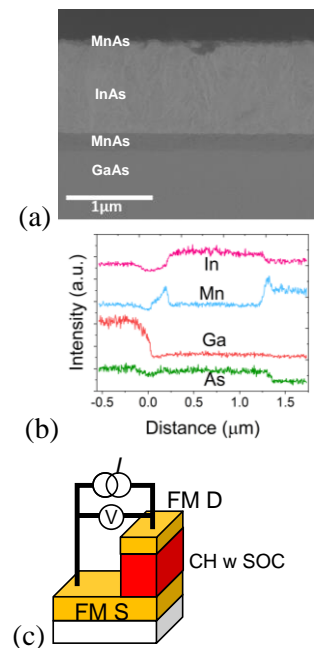 MnAs
InAs
MnAs
GaAs
1μm
(a)
In
Mn
Ga
As
Intensity (a.u.)
-0.5 0.0 0.5 1.0 1.5
Distance (μm)
(b)
V
FM D
CH w SOC
FM S
(c)